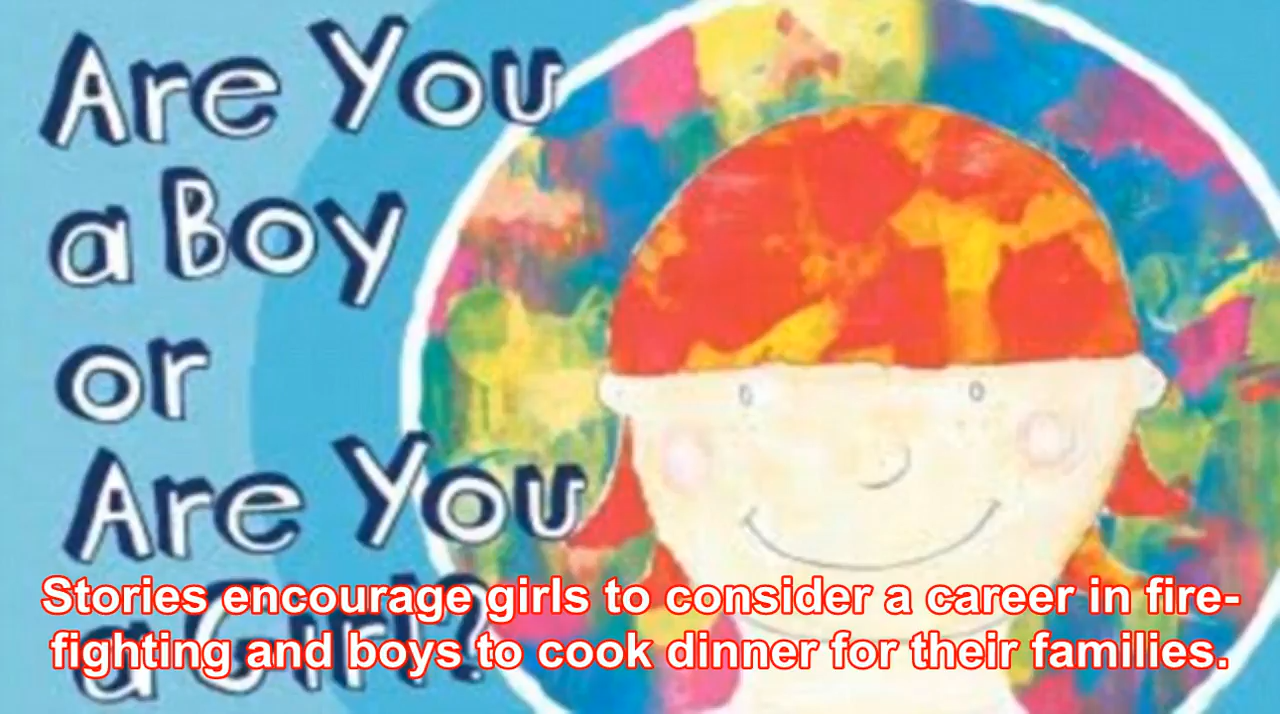 Are You
a Boy
or
Are You
a Girl?
Stories encourage girls to consider a career in fire-
fighting and boys to cook dinner for their families.